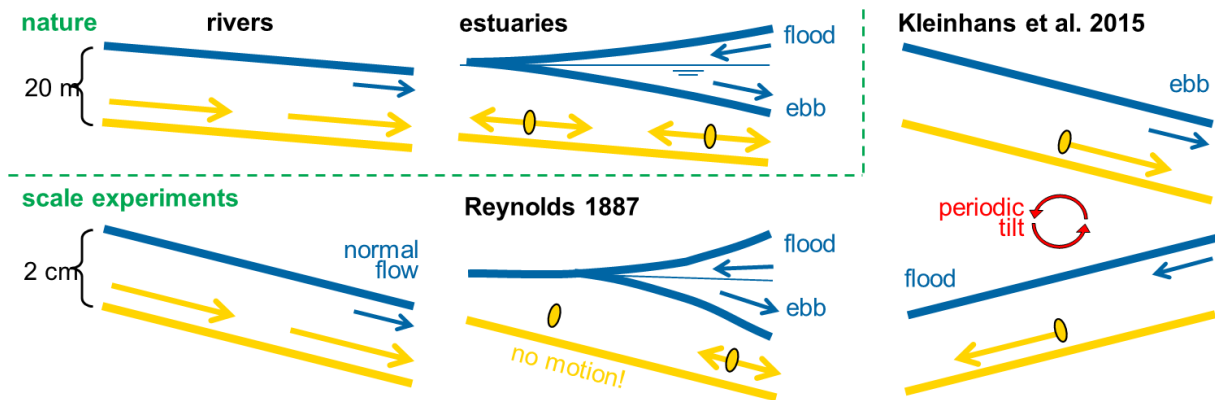 nature
rivers
20 m
estuaries
flood
ebb
Kleinhans et al. 2015
ebb
periodic
tilt
flood
scale experiments
2 cm
normal
flow
Reynolds 1887
flood
ebb
no motion!